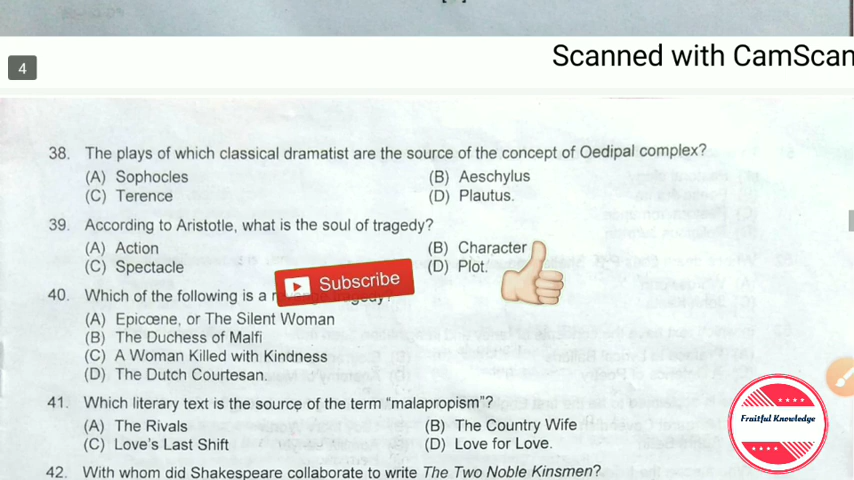 Scanned with CamScan
4
38. The plays of which classical dramatist are the source of the concept of Oedipal complex?
(A) Sophocles (B) Aeschylus
(C) Terence (D) Plautus.
39. According to Aristotle, what is the soul of tragedy?
(A) Action (B) Character
(C) Spectacle (D) Plot.
Subscribe
40. Which of the following is a
(A) Epicœne, or The Silent Woman
(B) The Duchess of Malfi
(C) A Woman Killed with Kindness
(D) The Dutch Courtesan.
41. Which literary text is the source of the term “malapropism”?
(A) The Rivals (B) The Country Wife
(C) Love's Last Shift (D) Love for Love.
Fruitful Knowledge
42. With whom did Shakespeare collaborate to write The Two Noble Kinsmen?